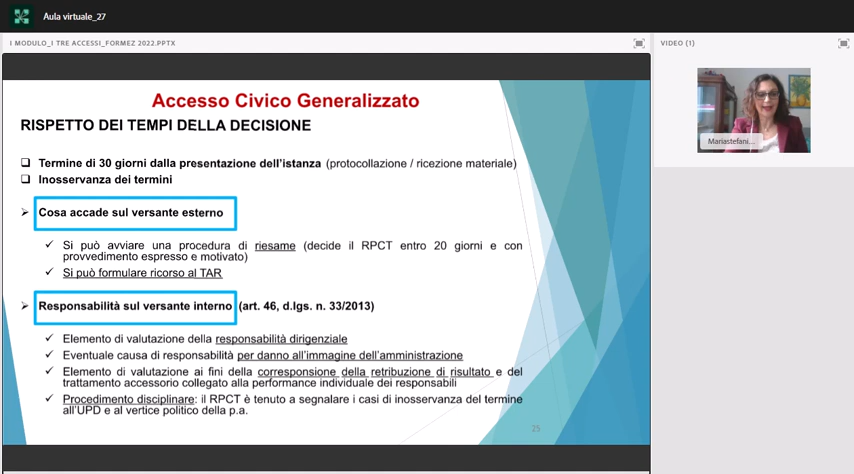 Aula virtuale_27
I MODULO_I TRE ACCESSI_FORMEZ 2022.PPTX
VIDEO (1)
Accesso Civico Generalizzato
RISPETTO DEI TEMPI DELLA DECISIONE
Termine di 30 giorni dalla presentazione dell'istanza (protocollazione / ricezione materiale)
Inosservanza dei termini
Cosa accade sul versante esterno
Si può avviare una procedura di riesame (decide il RPCT entro 20 giorni e con
provvedimento espresso e motivato)
Si può formulare ricorso al TAR
Responsabilità sul versante interno (art. 46, d.lgs. n. 33/2013)
Elemento di valutazione della responsabilità dirigenziale
Eventuale causa di responsabilità per danno all'immagine dell'amministrazione
Elemento di valutazione ai fini della corresponsione della retribuzione di risultato e del
trattamento accessorio collegato alla performance individuale dei responsabili
Procedimento disciplinare: il RPCT è tenuto a segnalare i casi di inosservanza del termine
all'UPD e al vertice politico della p.a.
25
Mariastefani...